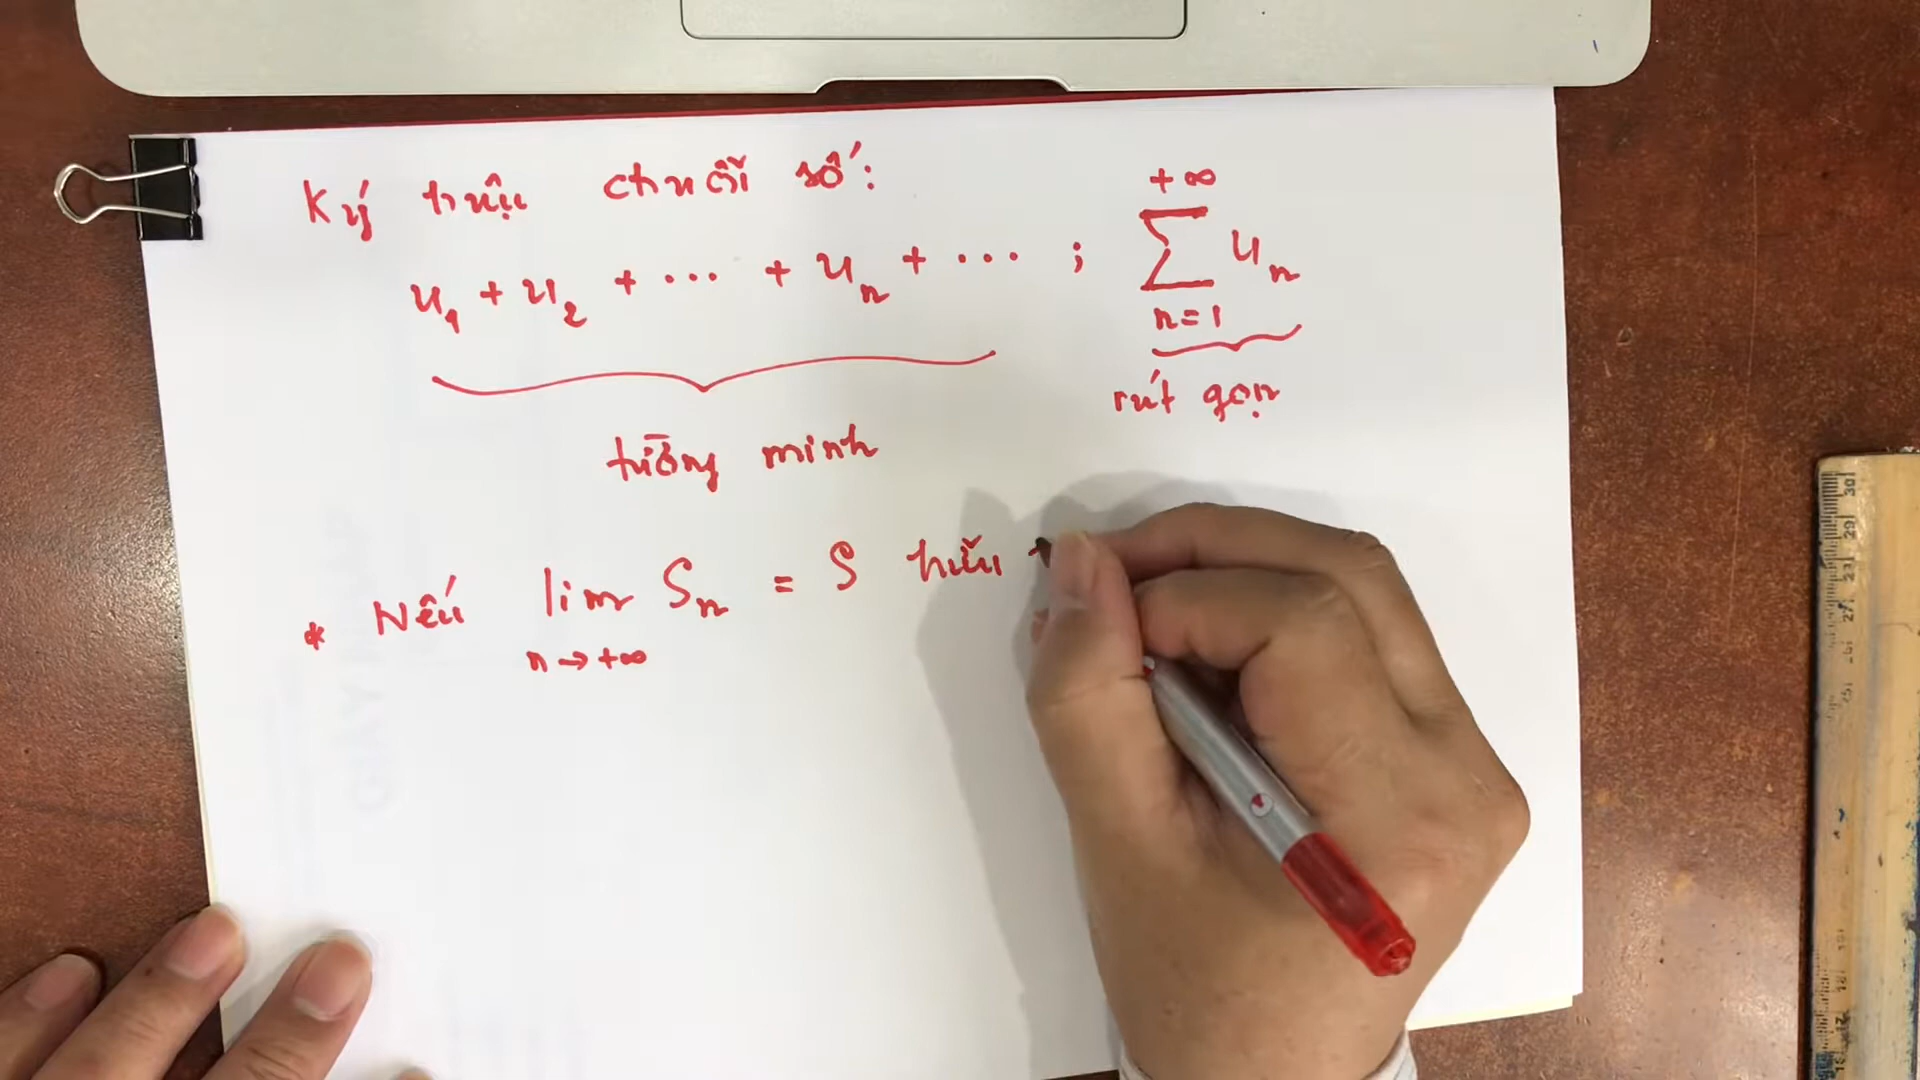 Ký hiệu chuỗi số:
u₁ + u₂ + ... + uₙ + ... ; +∞ ∑ n=1 uₙ
rút gọn
tường minh
* Nếu lim n→+∞ Sₙ = S hữu